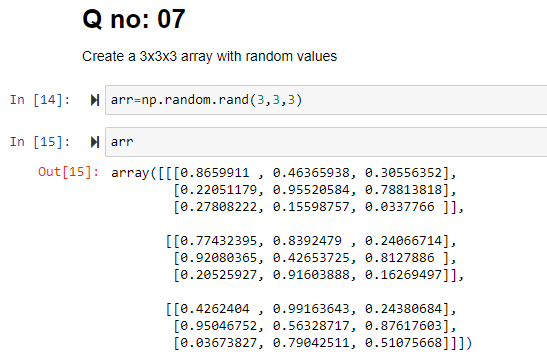 Q no: 07
Create a 3x3x3 array with random values
In [14]: arr=np.random.rand(3,3,3)
In [15]: arr
Out[15]: array([[[0.8659911 , 0.46365938, 0.30556352],
[0.22051179, 0.95520584, 0.78813818],
[0.27808222, 0.15598757, 0.0337766 ]],
[[0.77432395, 0.8392479 , 0.24066714],
[0.92080365, 0.42653725, 0.8127886 ],
[0.20525927, 0.91603888, 0.16269497]],
[[0.4262404 , 0.99163643, 0.24380684],
[0.95046752, 0.56328717, 0.87617603],
[0.03673827, 0.79042511, 0.51075668]]])